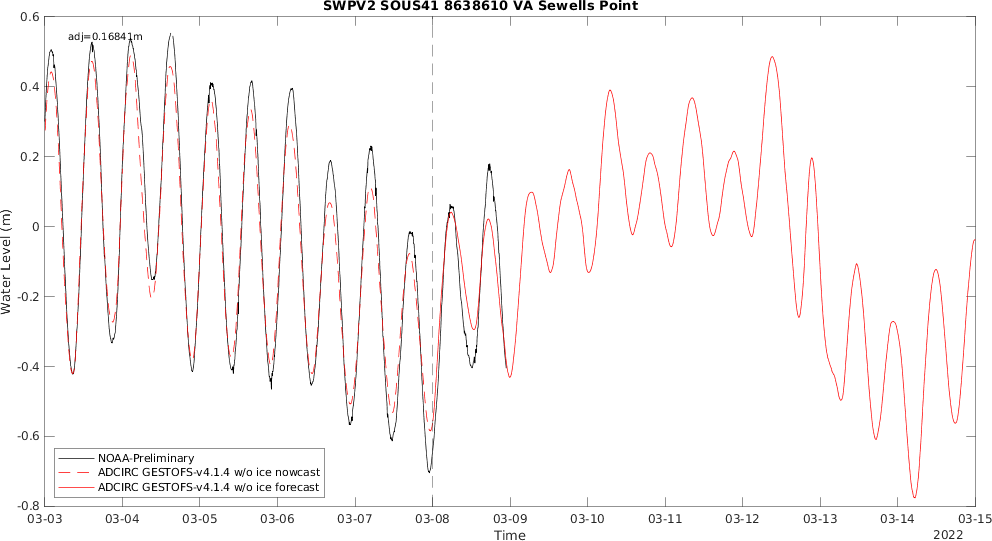 SWPV2 SOUS41 8638610 VA Sewells Point
adj=0.16841m
0.6
0.4
0.2
0
-0.2
-0.4
-0.6
-0.8
Water Level (m)
NOAA-Preliminary
ADCIRC GESTOFS-v4.1.4 w/o ice nowcast
ADCIRC GESTOFS-v4.1.4 w/o ice forecast
03-03 03-04 03-05 03-06 03-07 03-08 03-09 03-10 03-11 03-12 03-13 03-14 03-15
Time
2022